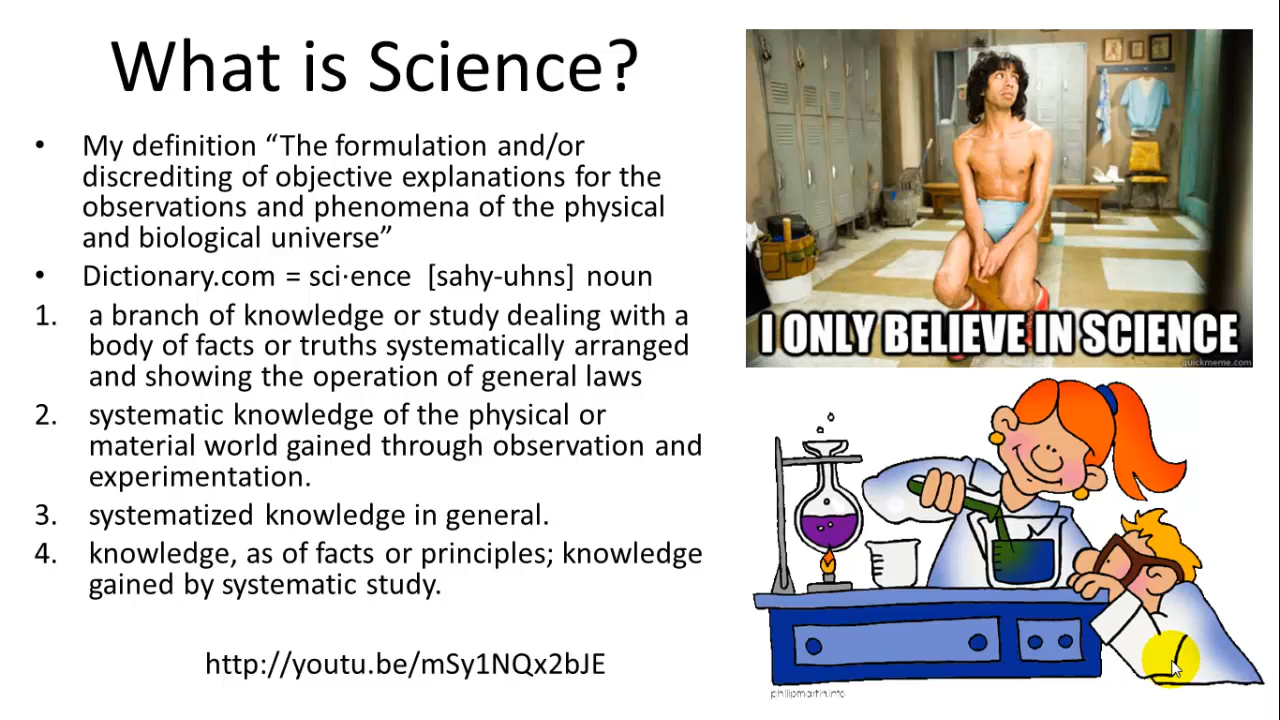 What is Science?
• My definition “The formulation and/or
discrediting of objective explanations for the
observations and phenomena of the physical
and biological universe”
• Dictionary.com = sci·ence [sahy-uhns] noun
1. a branch of knowledge or study dealing with a
body of facts or truths systematically arranged
and showing the operation of general laws
2. systematic knowledge of the physical or
material world gained through observation and
experimentation.
3. systematized knowledge in general.
4. knowledge, as of facts or principles; knowledge
gained by systematic study.
http://youtu.be/mSy1NQx2bJE
I ONLY BELIEVE IN SCIENCE
quickmeme.com
philipmartin.info